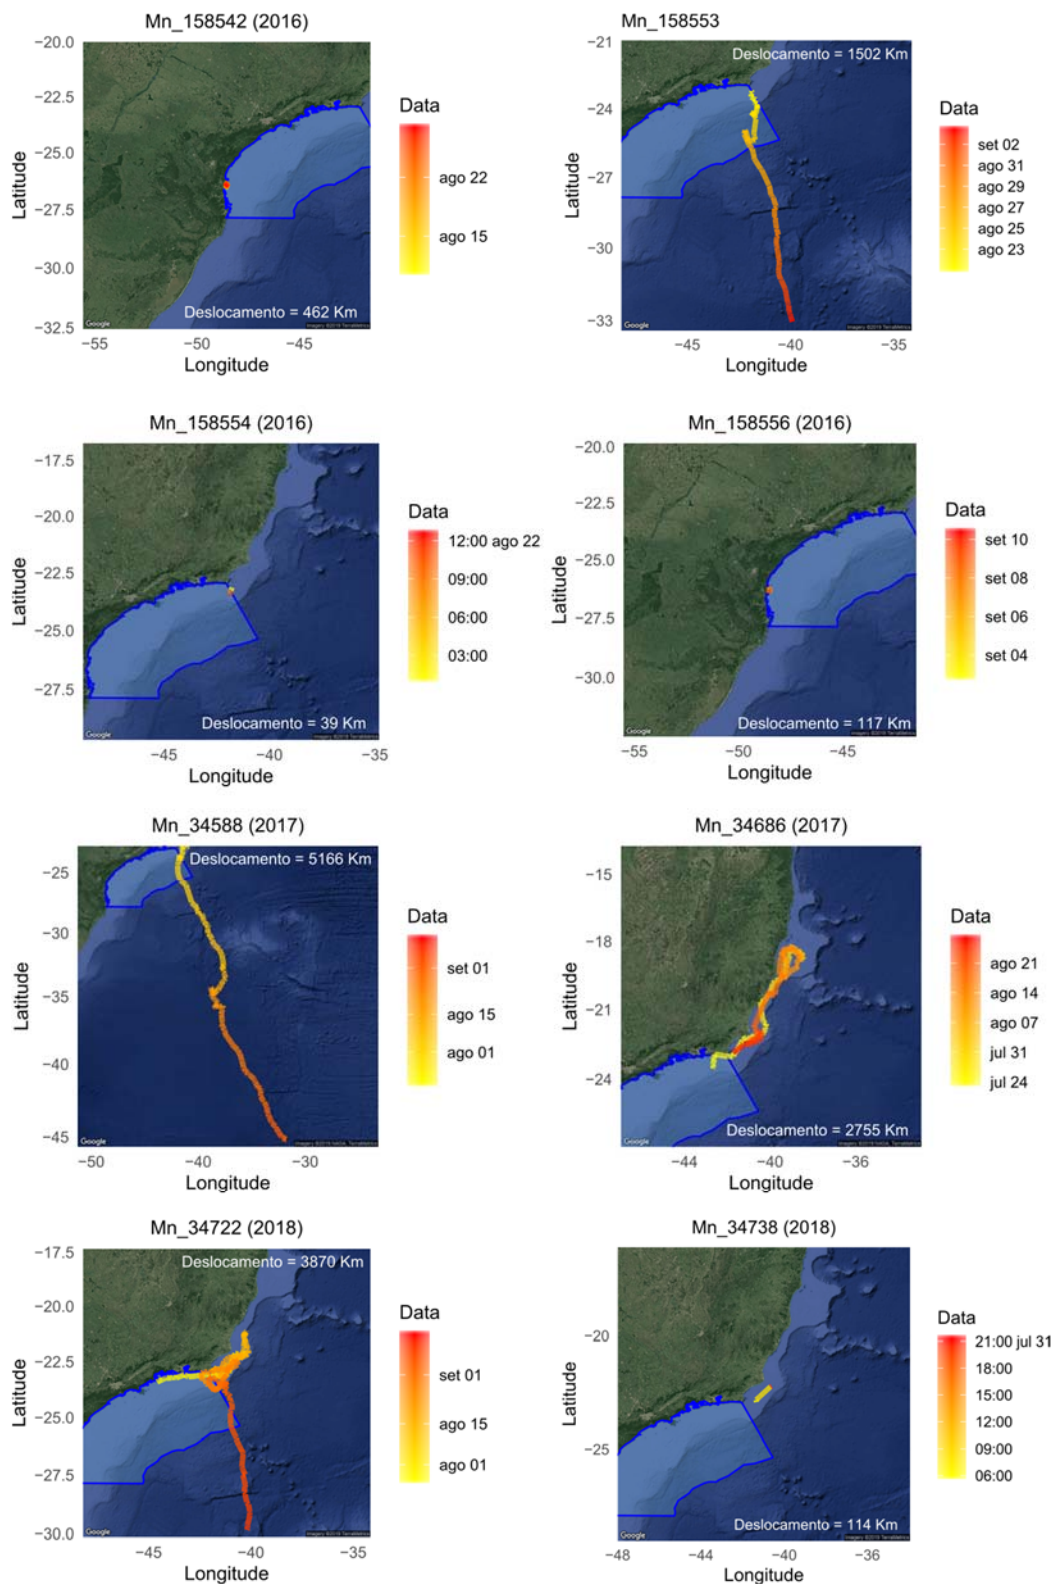 Mn_158542 (2016)
−20.0
−22.5
−25.0
−27.5
−30.0
−32.5
Latitude
Deslocamento = 462 Km
Google
−55
−50
−45
Longitude
Data
ago 22
ago 15
Mn_158553
−21
−24
−27
−30
−33
Latitude
Deslocamento = 1502 Km
Google
−45
−40
−35
Longitude
Data
set 02
ago 31
ago 29
ago 27
ago 25
ago 23
Mn_158554 (2016)
−17.5
−20.0
−22.5
−25.0
−27.5
Latitude
Deslocamento = 39 Km
Google
−45
−40
−35
Longitude
Data
12:00 ago 22
09:00
06:00
03:00
Mn_158556 (2016)
−20.0
−22.5
−25.0
−27.5
−30.0
Latitude
Deslocamento = 117 Km
Google
−55
−50
−45
Longitude
Data
set 10
set 08
set 06
set 04
Mn_34588 (2017)
Deslocamento = 5166 Km
−25
−30
−35
−40
−45
Latitude
Google
−50
−40
−30
Longitude
Data
set 01
ago 15
ago 01
Mn_34686 (2017)
−15
−18
−21
−24
Latitude
Deslocamento = 2755 Km
Google
−44
−40
−36
Longitude
Data
ago 21
ago 14
ago 07
jul 31
jul 24
Mn_34722 (2018)
−17.5
Deslocamento = 3870 Km
−20.0
−22.5
−25.0
−27.5
−30.0
Latitude
Google
−45
−40
−35
Longitude
Data
set 01
ago 15
ago 01
Mn_34738 (2018)
−20
−25
Latitude
Deslocamento = 114 Km
Google
−48
−44
−40
−36
Longitude
Data
21:00 jul 31
18:00
15:00
12:00
09:00
06:00